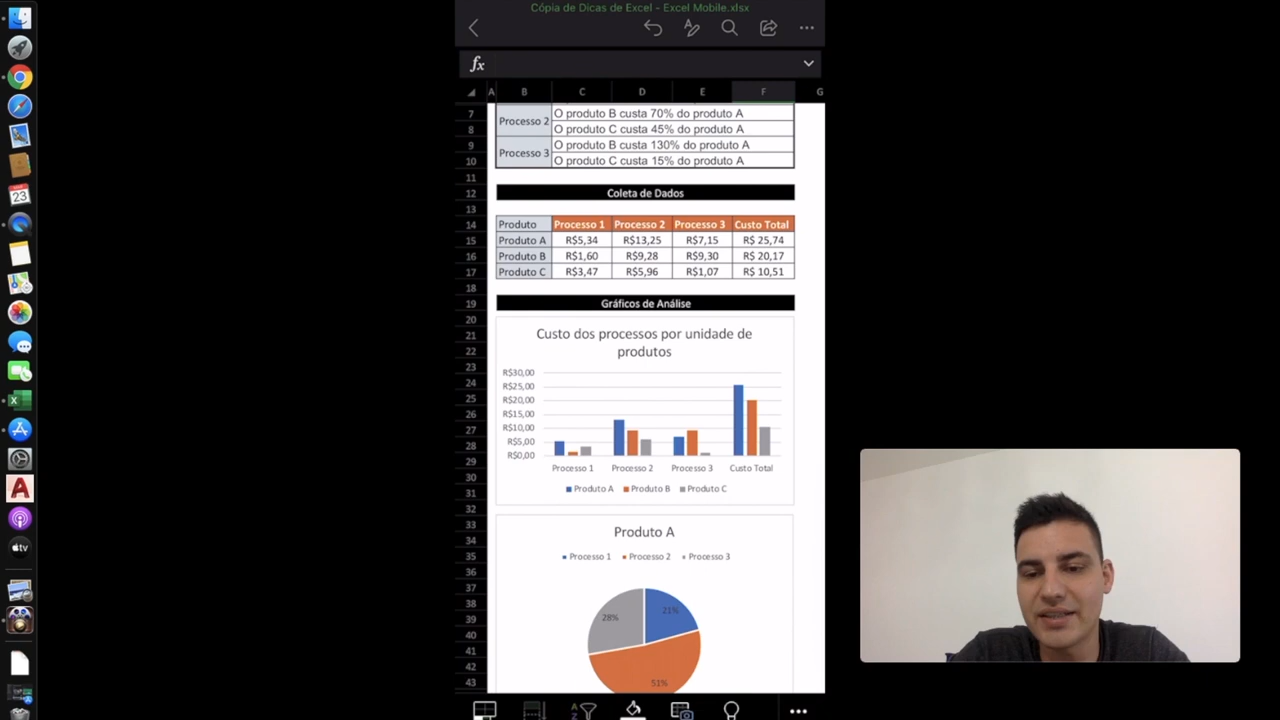 Cópia de Dicas de Excel - Excel Mobile.xlsx
fx
A B C D E F G
7 Processo 2 O produto B custa 70% do produto A
8 O produto C custa 45% do produto A
9 Processo 3 O produto B custa 130% do produto A
10 O produto C custa 15% do produto A
11
12 Coleta de Dados
13
14 Produto Processo 1 Processo 2 Processo 3 Custo Total
15 Produto A R$5,34 R$13,25 R$7,15 R$ 25,74
16 Produto B R$1,60 R$9,28 R$9,30 R$ 20,17
17 Produto C R$3,47 R$5,96 R$1,07 R$ 10,51
18
19 Gráficos de Análise
20
21 Custo dos processos por unidade de
22 produtos
23 R$30,00
24 R$25,00
25 R$20,00
26 R$15,00
27 R$10,00
28 R$5,00
29 R$0,00
30 Processo 1 Processo 2 Processo 3 Custo Total
31 Produto A Produto B Produto C
32
33 Produto A
34
35 Processo 1 Processo 2 Processo 3
36
37
38
39 28% 21%
40
41
42
43 51%
23
tv